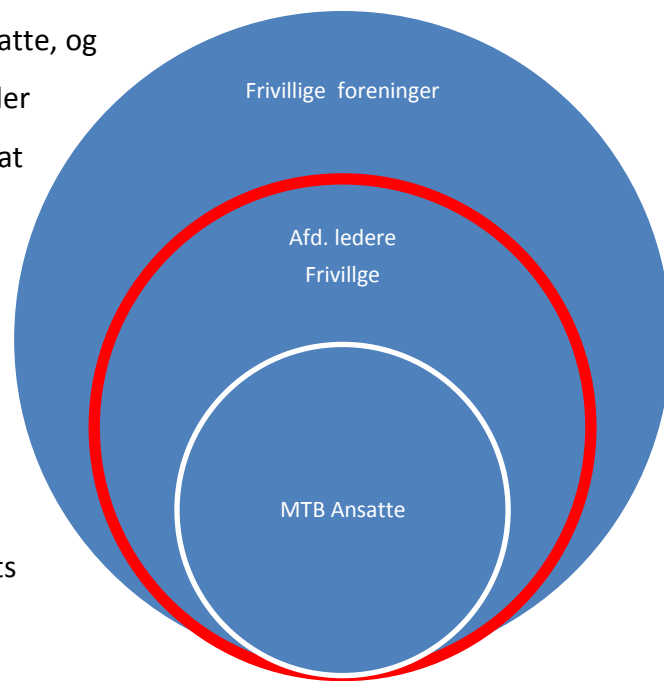 atte, og
ler
at
Frivillige foreninger
Afd. ledere
Frivillge
MTB Ansatte
ts